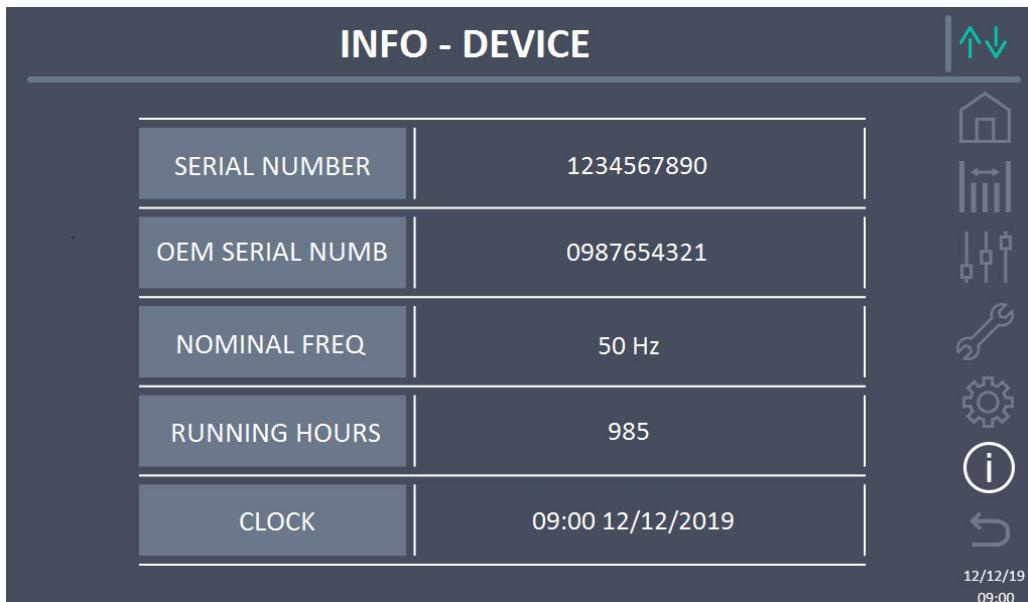 INFO - DEVICE
SERIAL NUMBER 1234567890
OEM SERIAL NUMB 0987654321
NOMINAL FREQ 50 Hz
RUNNING HOURS 985
CLOCK 09:00 12/12/2019
12/12/19
09:00